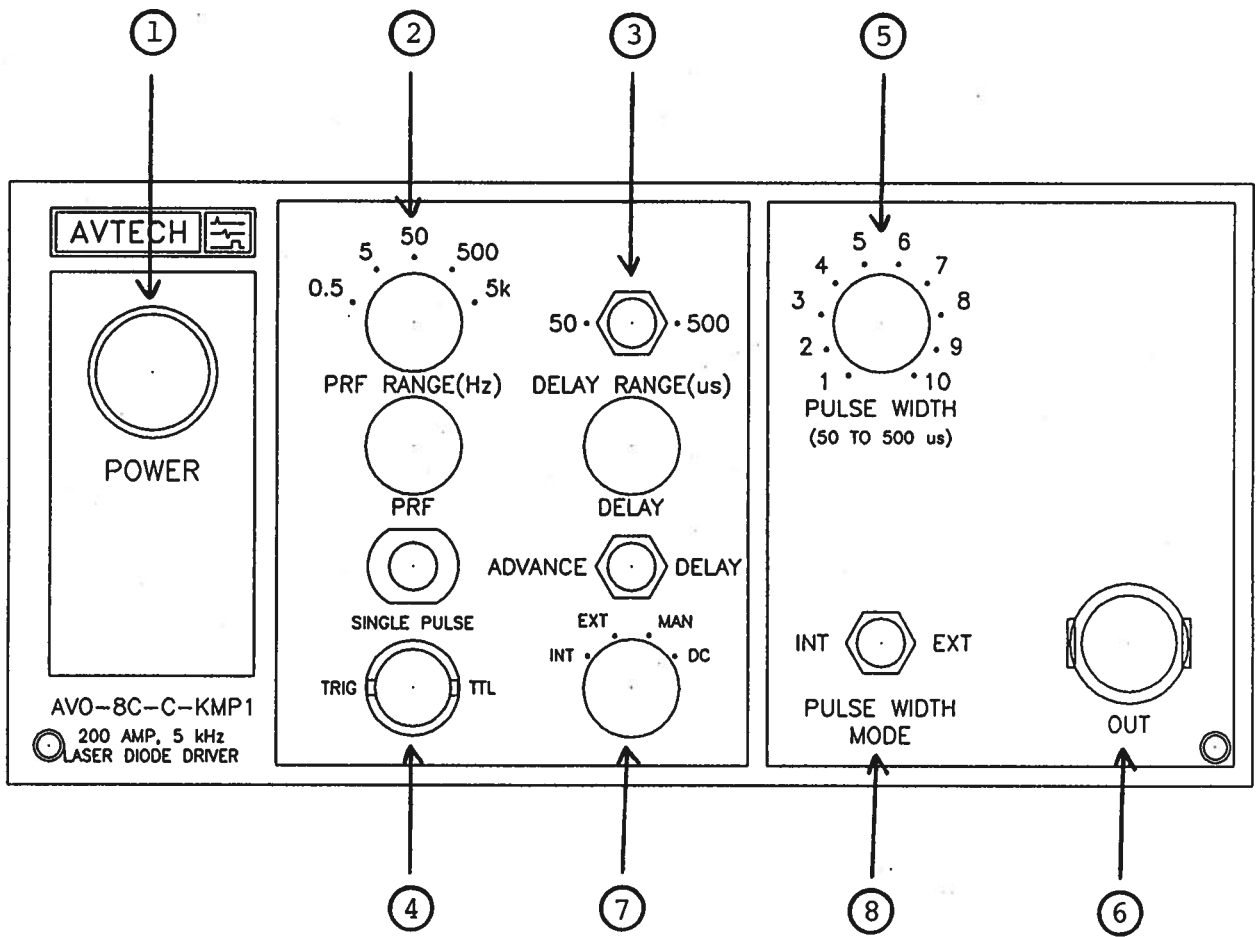 1
2
3
5
AVTECH
POWER
AVO-8C-C-KMP1
200 AMP, 5 kHz
LASER DIODE DRIVER
0.5
5
50
500
5k
PRF RANGE(Hz)
PRF
SINGLE PULSE
TRIG
TTL
50
500
DELAY RANGE(us)
DELAY
ADVANCE
DELAY
INT
EXT
MAN
DC
1
2
3
4
5
6
7
8
9
10
PULSE WIDTH
(50 TO 500 us)
INT
EXT
PULSE WIDTH
MODE
OUT
4
7
8
6